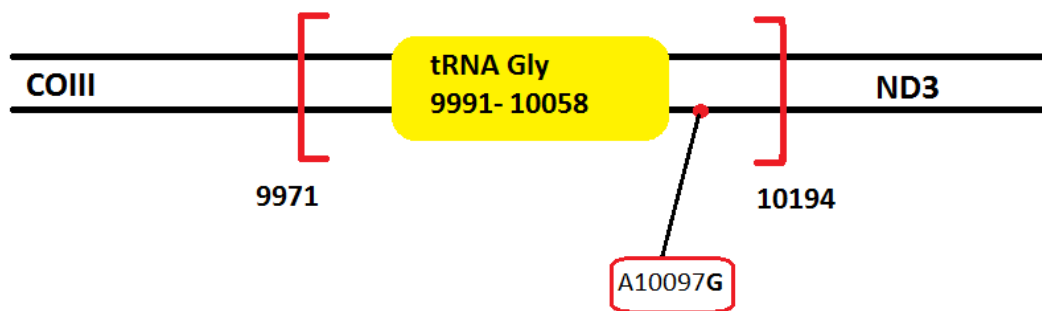 tRNA Gly
9991- 10058
COIII
ND3
9971
10194
A10097G